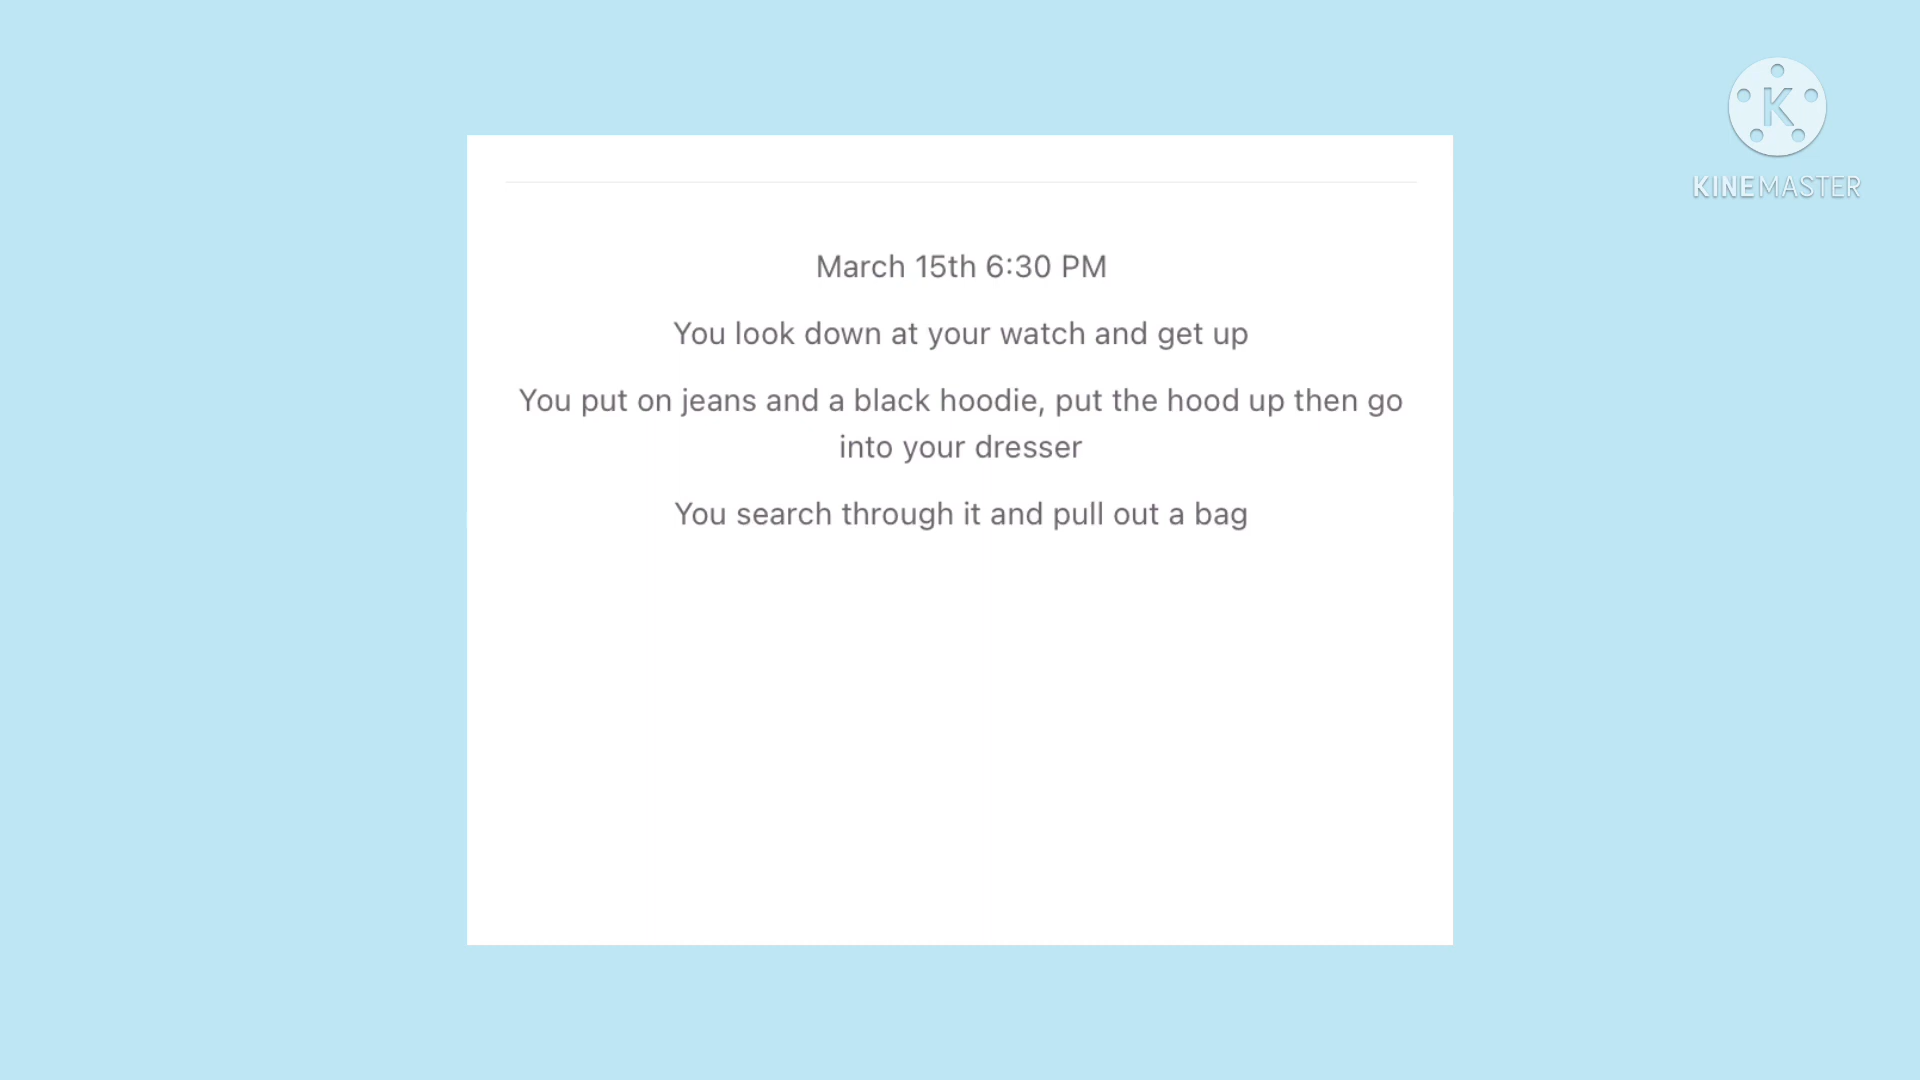 K
KINEMASTER
March 15th 6:30 PM
You look down at your watch and get up
You put on jeans and a black hoodie, put the hood up then go
into your dresser
You search through it and pull out a bag